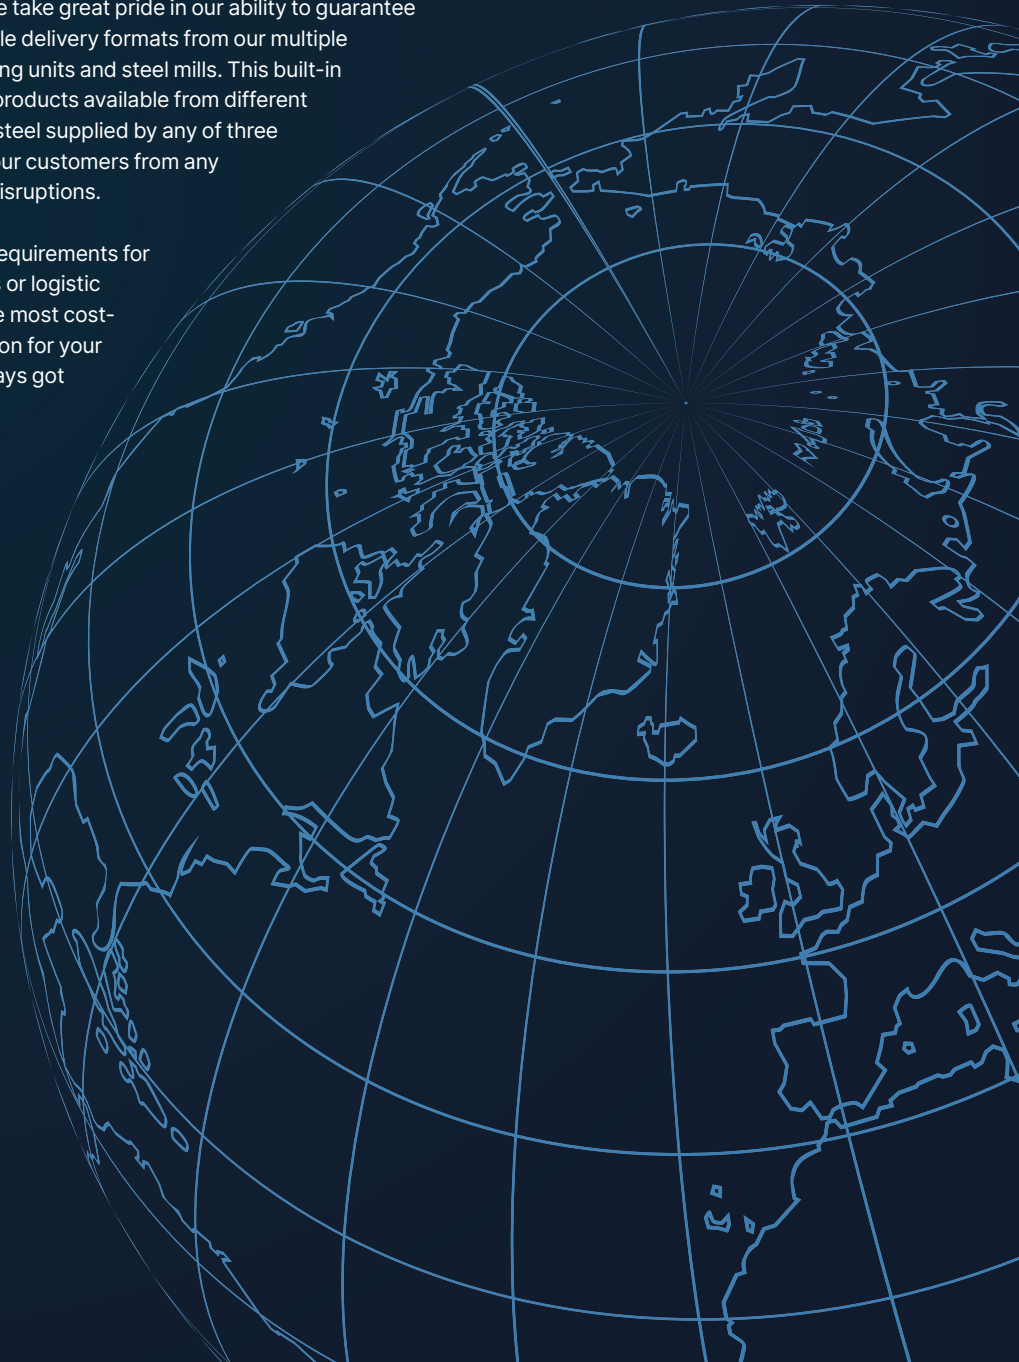 e take great pride in our ability to guarantee
le delivery formats from our multiple
ng units and steel mills. This built-in
products available from different
steel supplied by any of three
our customers from any
isruptions.
equirements for
s or logistic
e most cost-
on for your
ays got